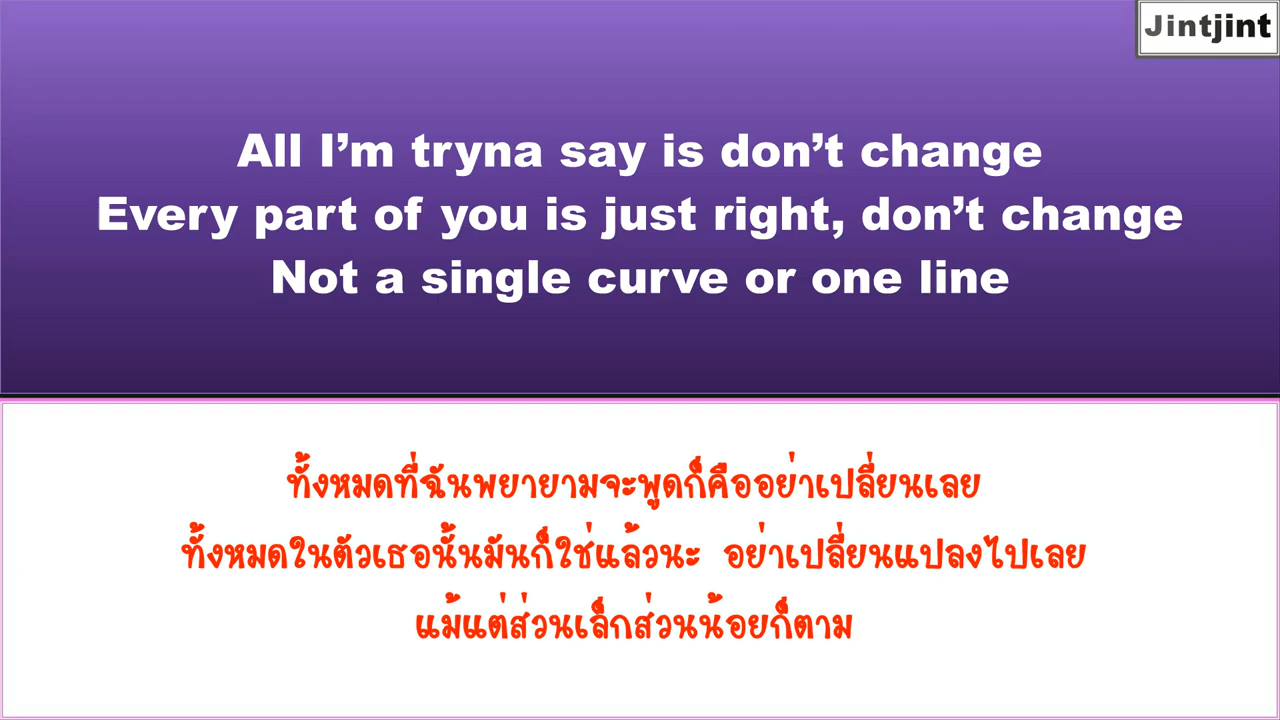 Jintjint
All I’m tryna say is don’t change
Every part of you is just right, don’t change
Not a single curve or one line
ทั้งหมดที่ฉันพยายามจะพูดก็คืออย่าเปลี่ยนเลย
ทั้งหมดในตัวเธอนั้นมันก็ใช่แล้วนะ อย่าเปลี่ยนแปลงไปเลย
แม้แต่ส่วนเล็กส่วนน้อยก็ตาม